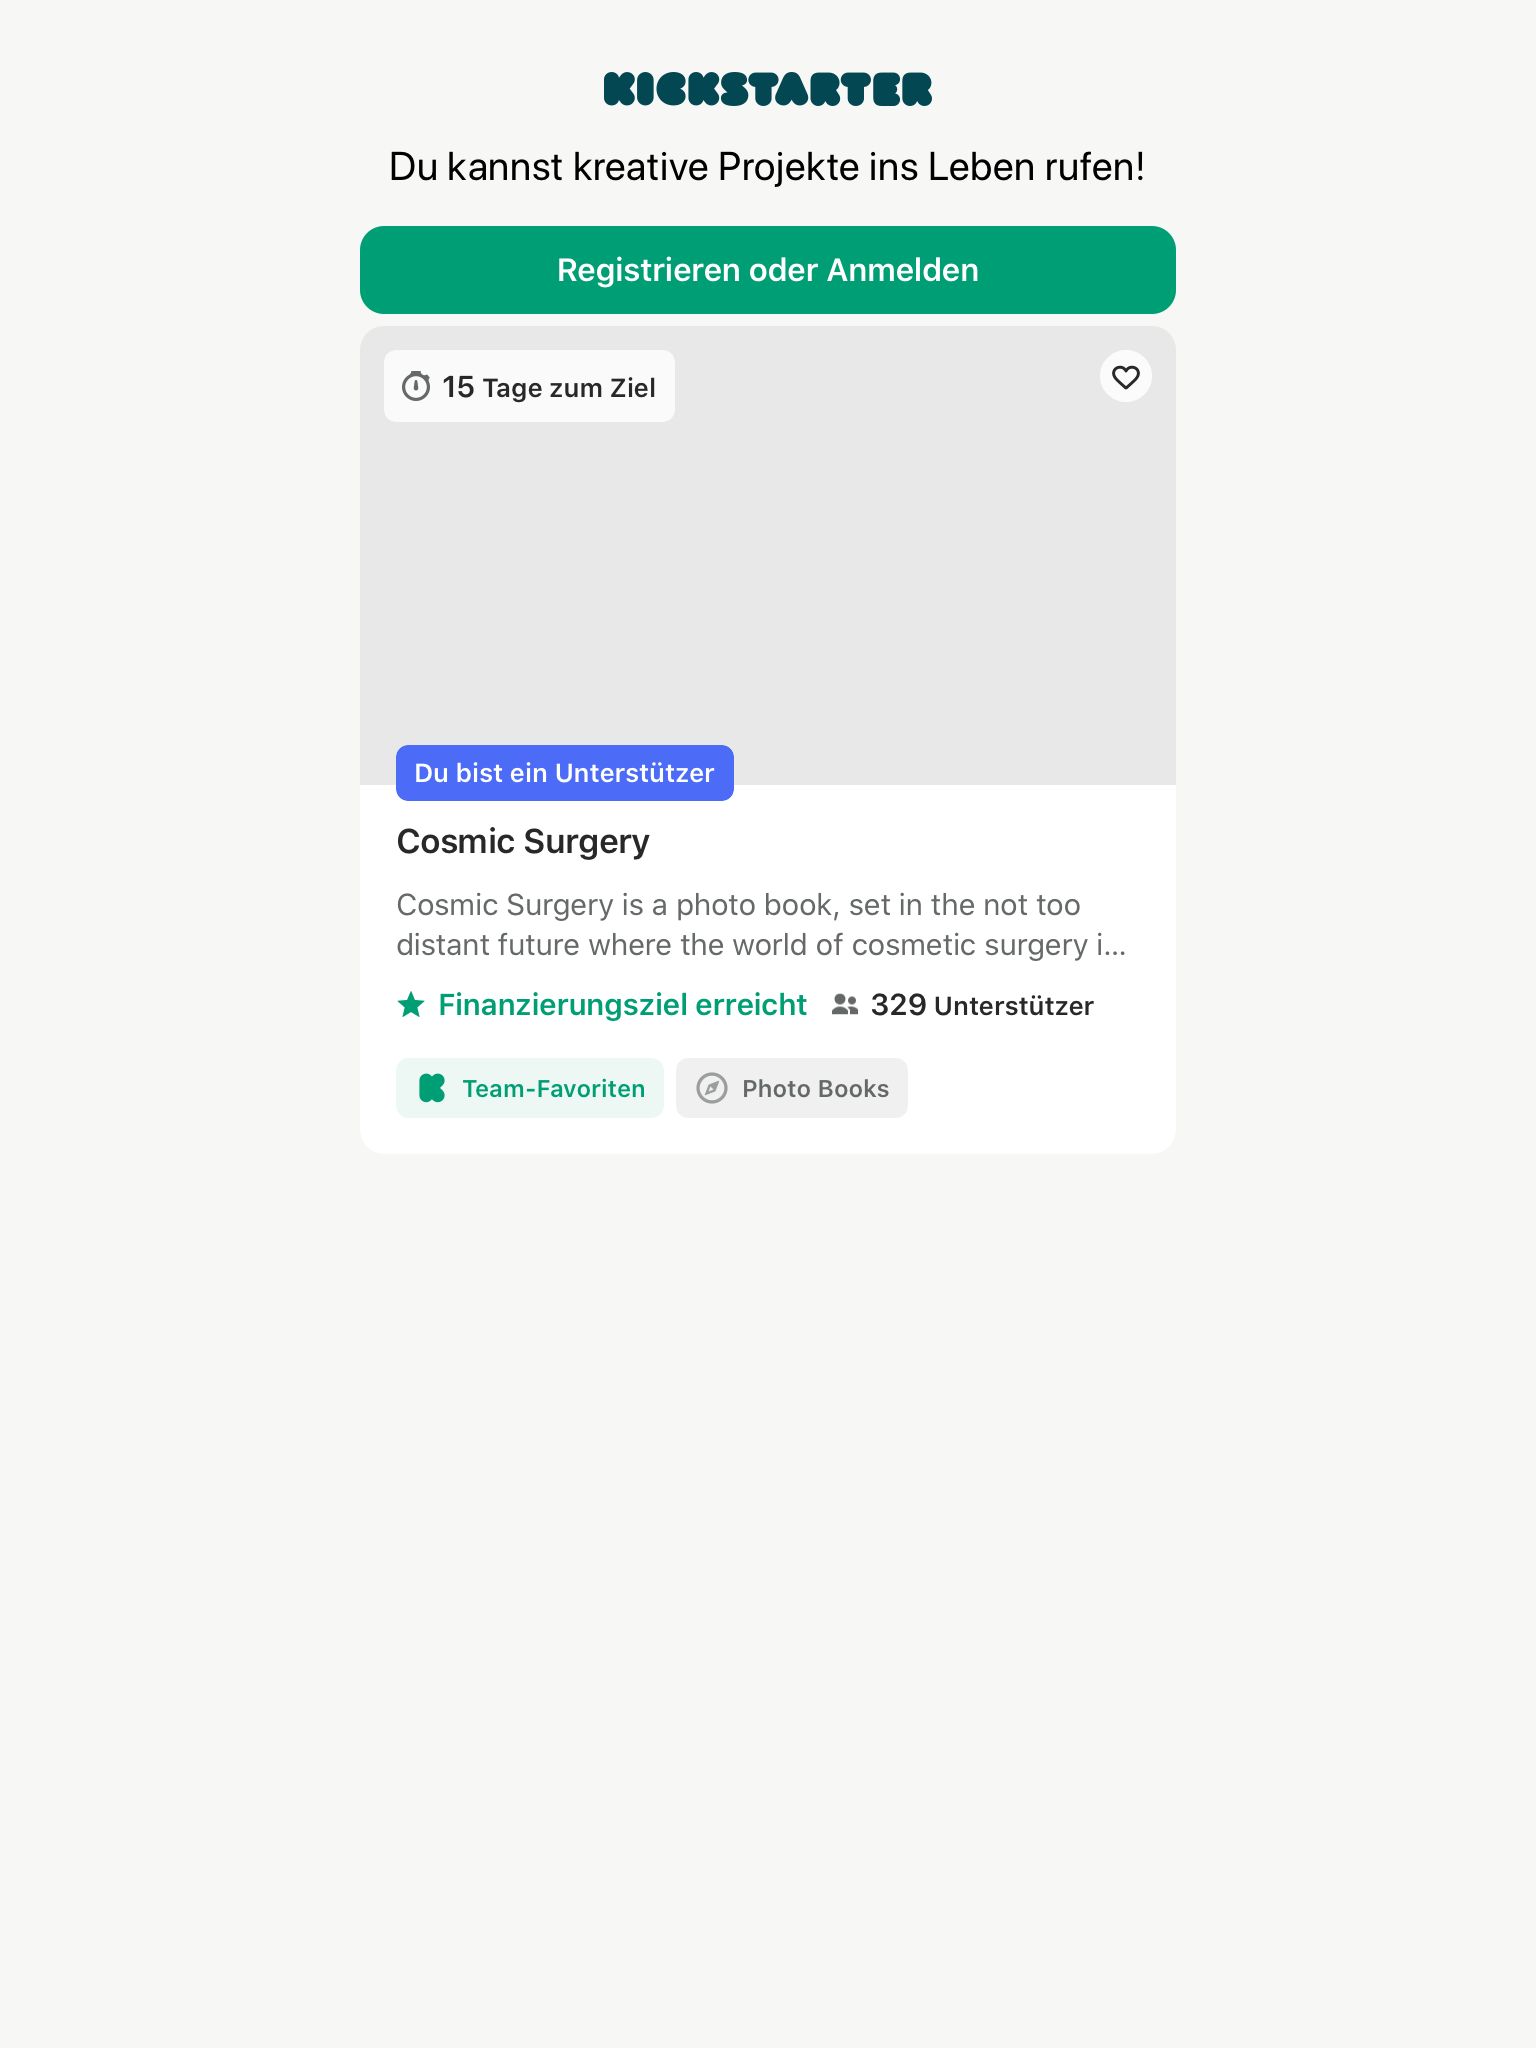 KICKSTARTER
Du kannst kreative Projekte ins Leben rufen!
Registrieren oder Anmelden
15 Tage zum Ziel
Du bist ein Unterstützer
Cosmic Surgery
Cosmic Surgery is a photo book, set in the not too
distant future where the world of cosmetic surgery i...
Finanzierungsziel erreicht 329 Unterstützer
Team-Favoriten Photo Books